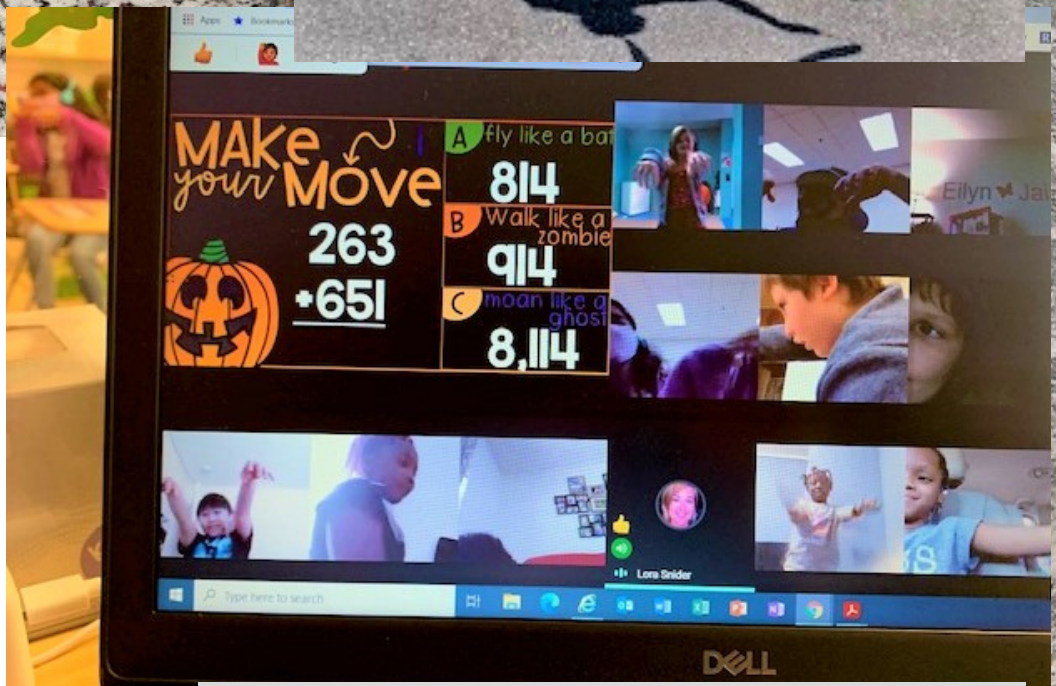 Apps
Bookmarks
MAKe
your MOVe
263
+651
A fly like a bat
814
B Walk like a
zombie
914
C moan like a
ghost
8,114
Eilyn
Lora Snider
Type here to search
DELL